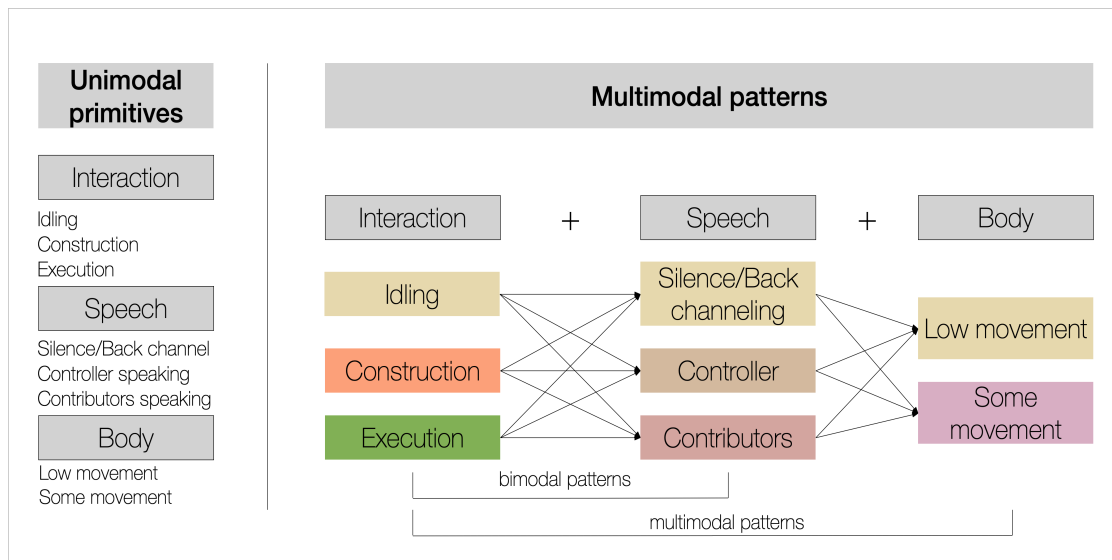 Unimodal
primitives
Interaction
Idling
Construction
Execution
Speech
Silence/Back channel
Controller speaking
Contributors speaking
Body
Low movement
Some movement
Multimodal patterns
Interaction + Speech + Body
Idling
Construction
Execution
Silence/Back
channeling
Controller
Contributors
Low movement
Some
movement
bimodal patterns
multimodal patterns